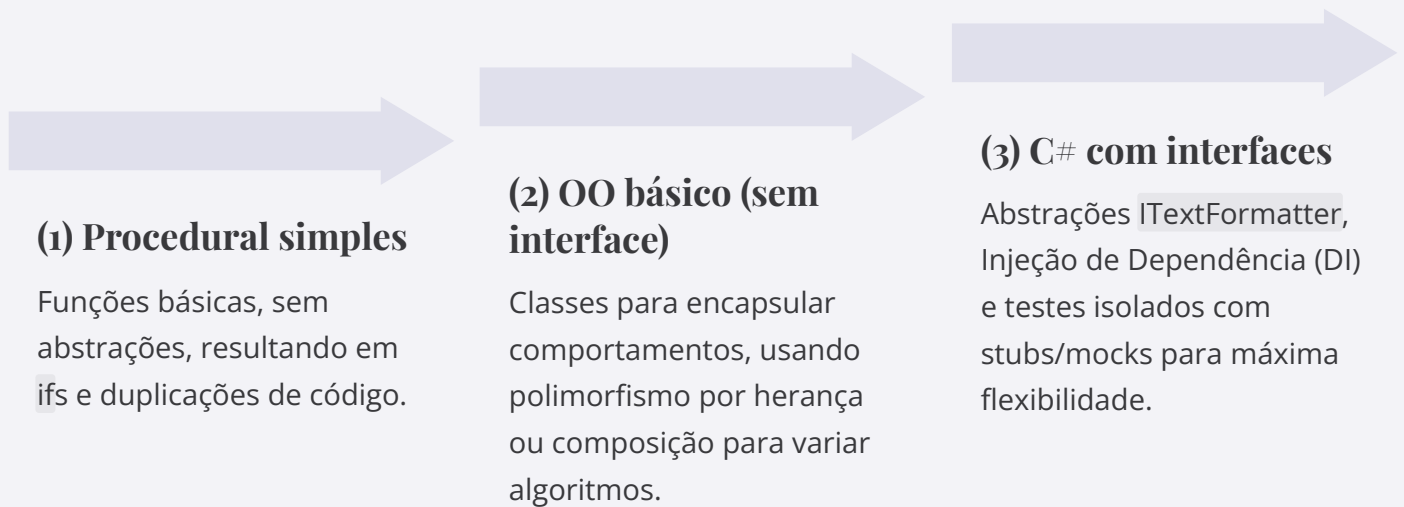 (1) Procedural simples
Funções básicas, sem
abstrações, resultando em
ifs e duplicações de código.
(2) OO básico (sem
interface)
Classes para encapsular
comportamentos, usando
polimorfismo por herança
ou composição para variar
algoritmos.
(3) C# com interfaces
Abstrações ITextFormatter,
Injeção de Dependência (DI)
e testes isolados com
stubs/mocks para máxima
flexibilidade.